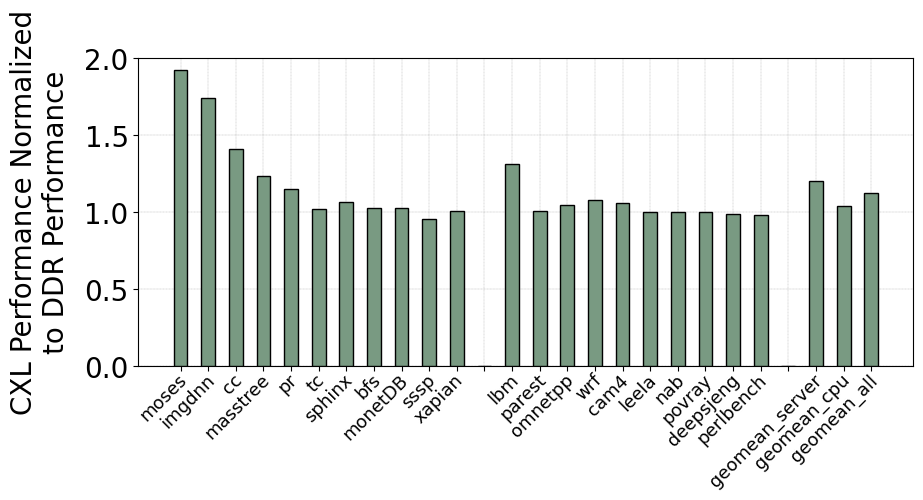 CXL Performance Normalized
to DDR Performance
2.0
1.5
1.0
0.5
0.0
moses
imgdnn
cc
masstree
pr
tc
sphinx
bfs
monetDB
sssp
xapian
lbm
parest
omnetpp
wrf
cam4
leela
nab
povray
deepsjeng
perlbench
geomean_server
geomean_cpu
geomean_all